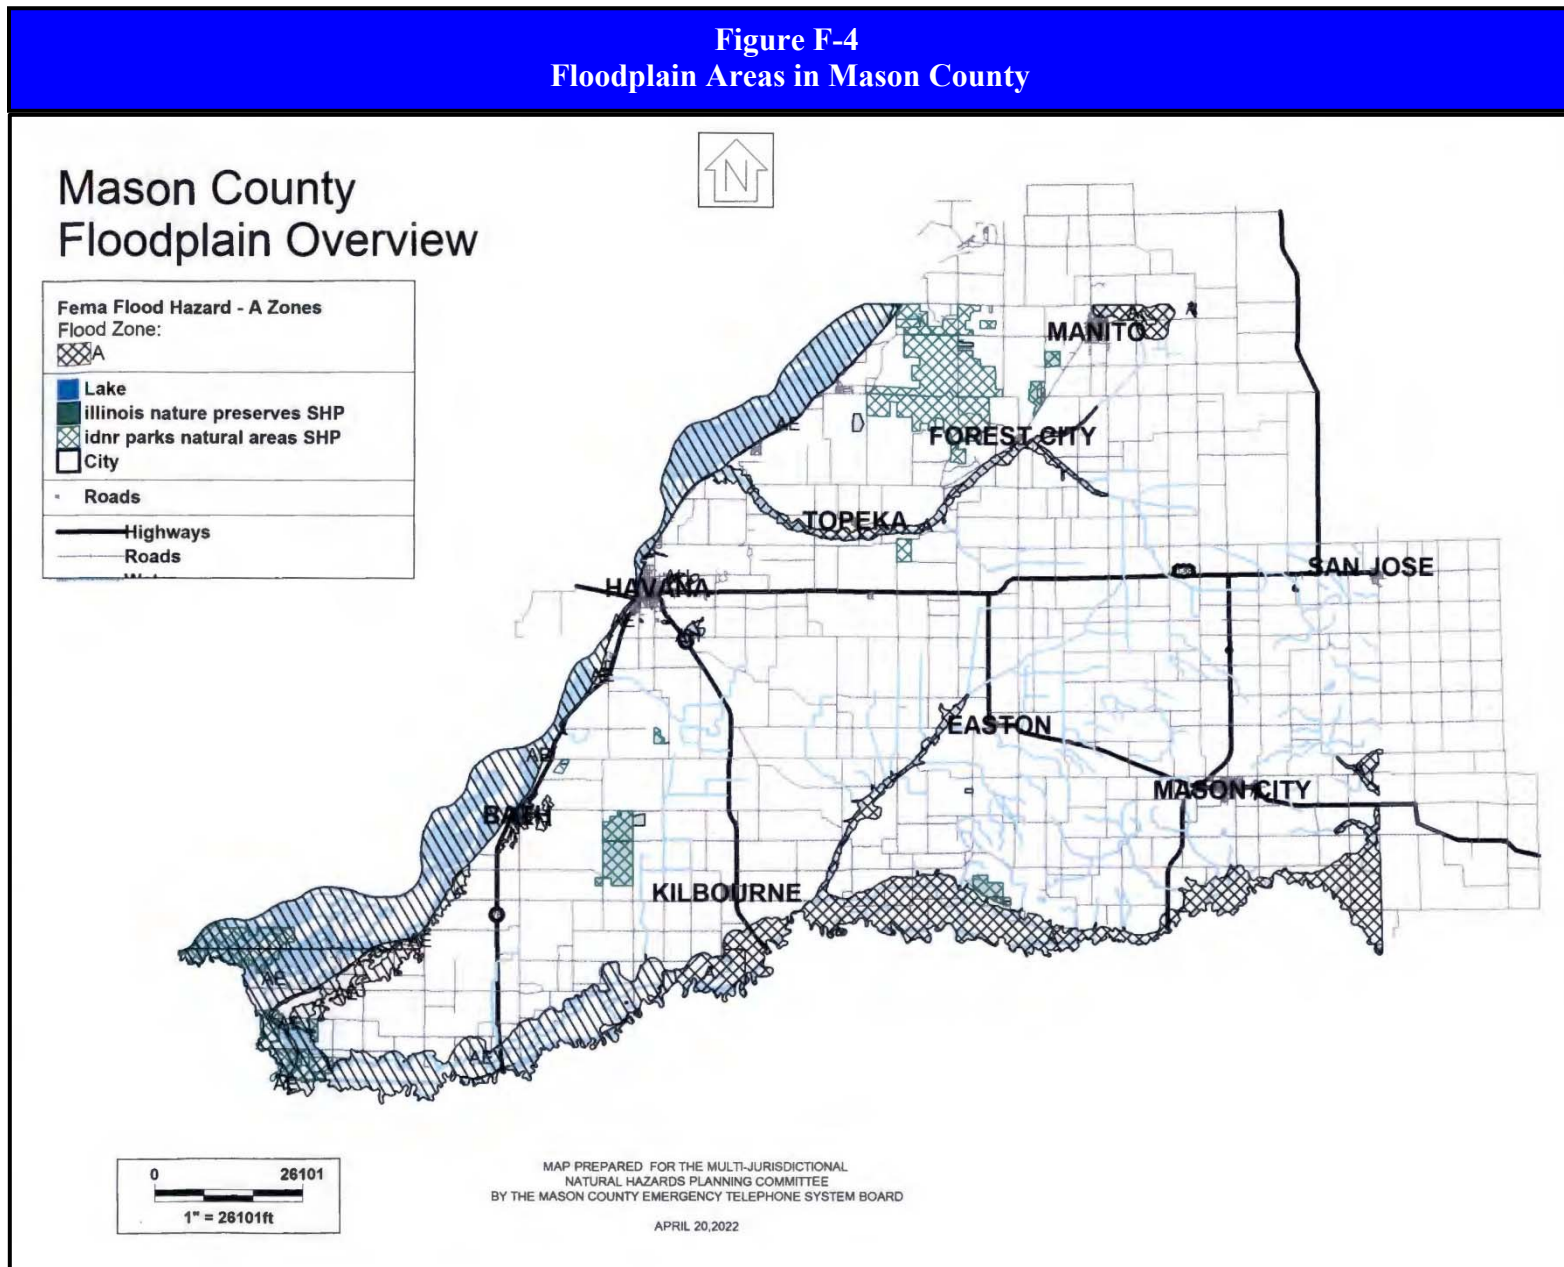 Figure F-4
Floodplain Areas in Mason County
Mason County
Floodplain Overview
N
Fema Flood Hazard - A Zones
Flood Zone:
A
Lake
illinois nature preserves SHP
idnr parks natural areas SHP
City
Roads
Highways
Roads
MANITO
A
AE
FOREST CITY
TOPEKA
SAN JOSE
HAVANA
AE
AE
EASTON
AE
MASON CITY
BATH
KILBOURNE
AE
AE
AE
AE
0 26101
1" = 26101ft
MAP PREPARED FOR THE MULTI-JURISDICTIONAL
NATURAL HAZARDS PLANNING COMMITTEE
BY THE MASON COUNTY EMERGENCY TELEPHONE SYSTEM BOARD
APRIL 20,2022